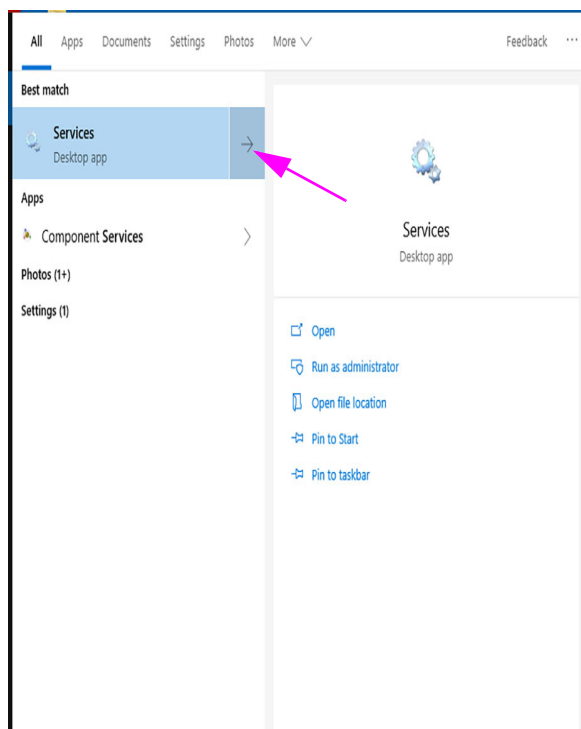 All Apps Documents Settings Photos More Feedback ...
Best match
Services
Desktop app
Apps
Component Services
Photos (1+)
Settings (1)
Services
Desktop app
Open
Run as administrator
Open file location
Pin to Start
Pin to taskbar